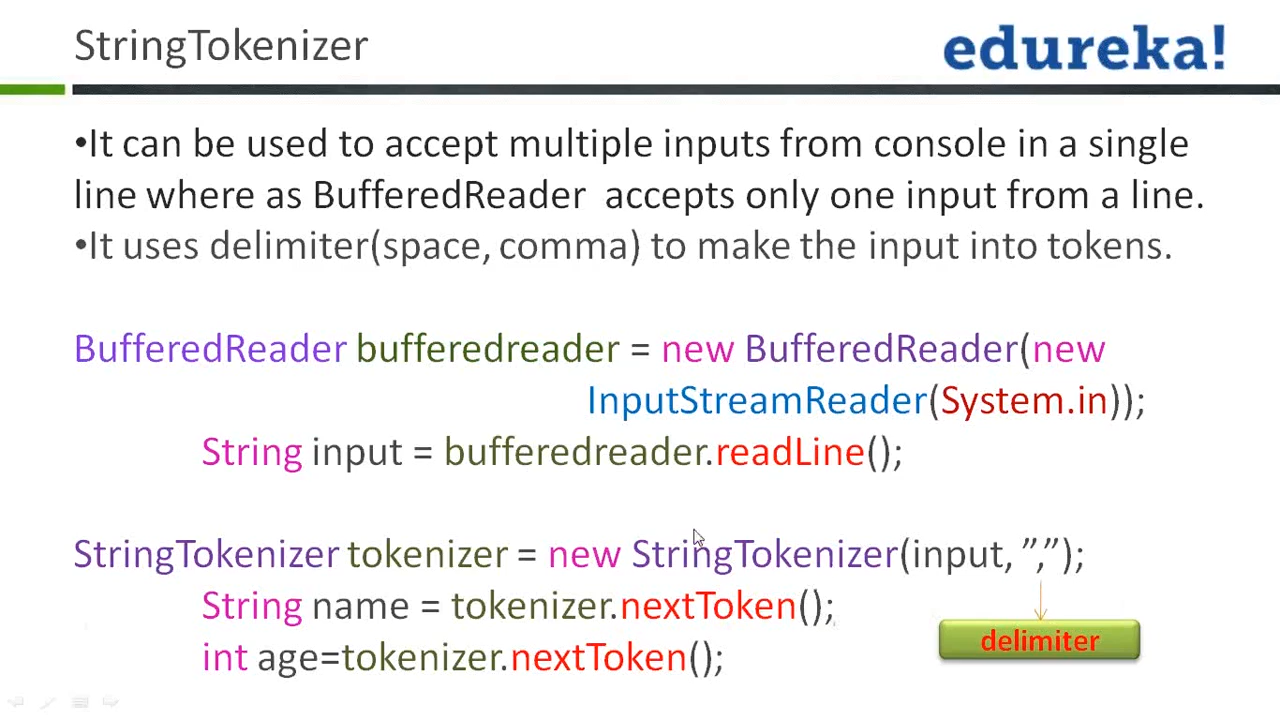 StringTokenizer
edureka!
•It can be used to accept multiple inputs from console in a single
line where as BufferedReader accepts only one input from a line.
•It uses delimiter(space, comma) to make the input into tokens.
BufferedReader bufferedreader = new BufferedReader(new
InputStreamReader(System.in));
String input = bufferedreader.readLine();
StringTokenizer tokenizer = new StringTokenizer(input, ”,”);
String name = tokenizer.nextToken();
int age=tokenizer.nextToken();
delimiter